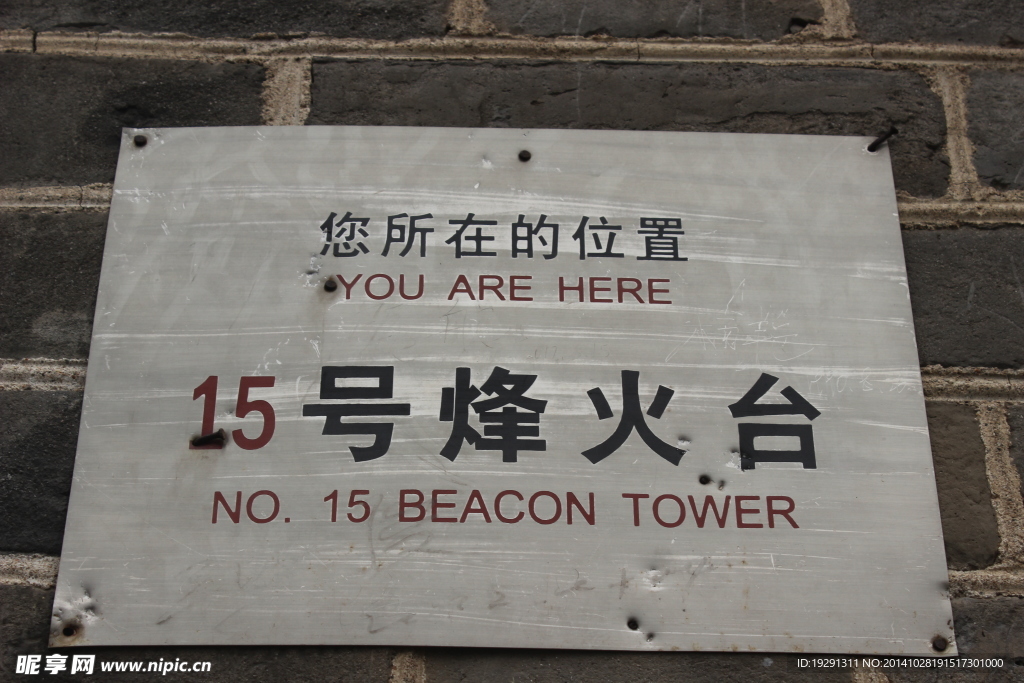 您所在的位置
YOU ARE HERE
15号烽火台
NO. 15 BEACON TOWER
昵享网 www.nipic.cn
ID:19291311 NO:20141028191517301000